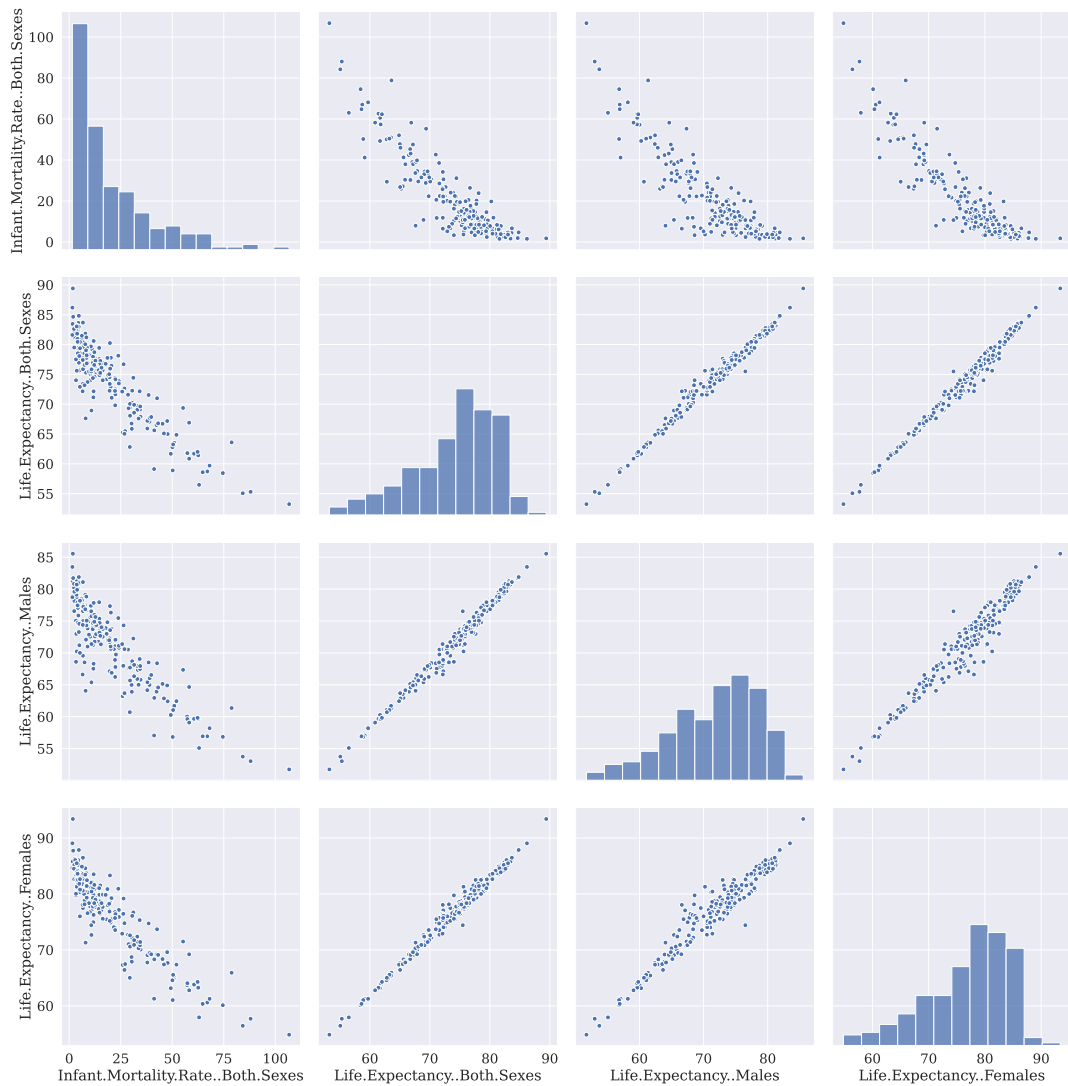 Infant.Mortality.Rate..Both.Sexes
100
80
60
40
20
0
Life.Expectancy..Both.Sexes
90
85
80
75
70
65
60
55
Life.Expectancy..Males
85
80
75
70
65
60
55
Life.Expectancy..Females
90
80
70
60
0 25 50 75 100
60 70 80 90
60 70 80
60 70 80 90
Infant.Mortality.Rate..Both.Sexes
Life.Expectancy..Both.Sexes
Life.Expectancy..Males
Life.Expectancy..Females